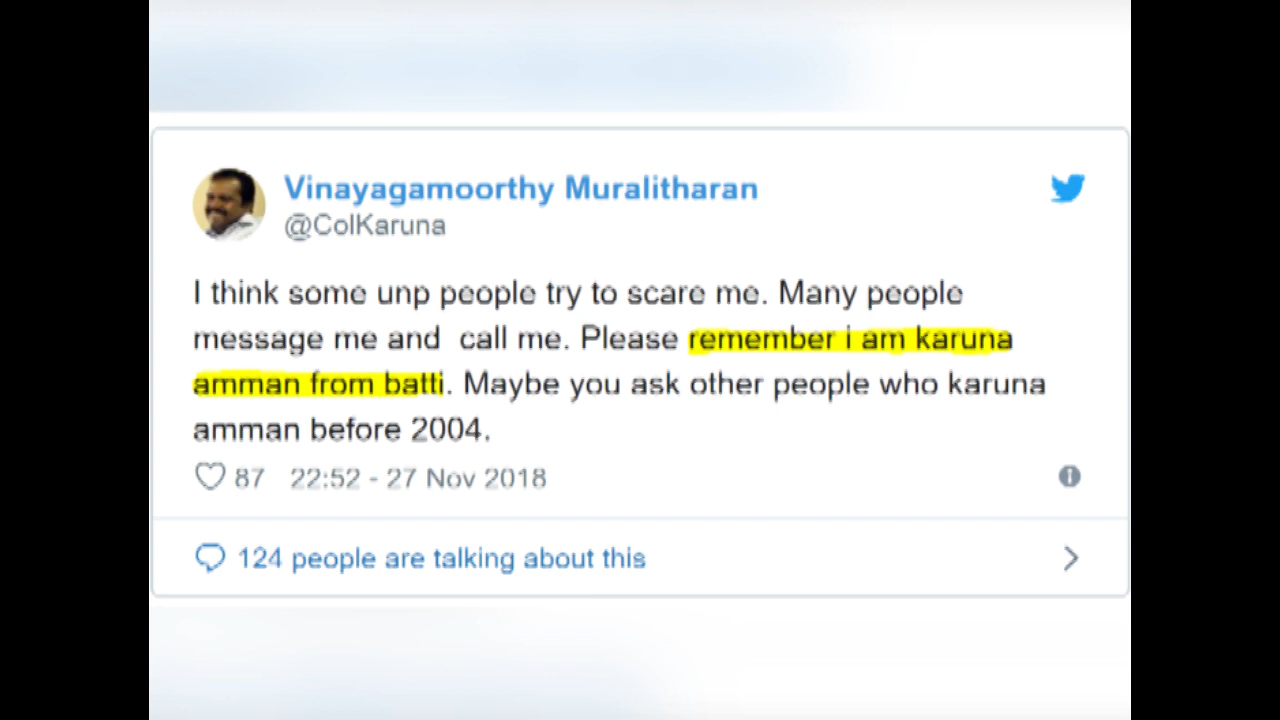 Vinayagamoorthy Muralitharan
@ColKaruna
I think some unp people try to scare me. Many people
message me and  call me. Please remember i am karuna
amman from batti. Maybe you ask other people who karuna
amman before 2004.
87 22:52 - 27 Nov 2018
124 people are talking about this